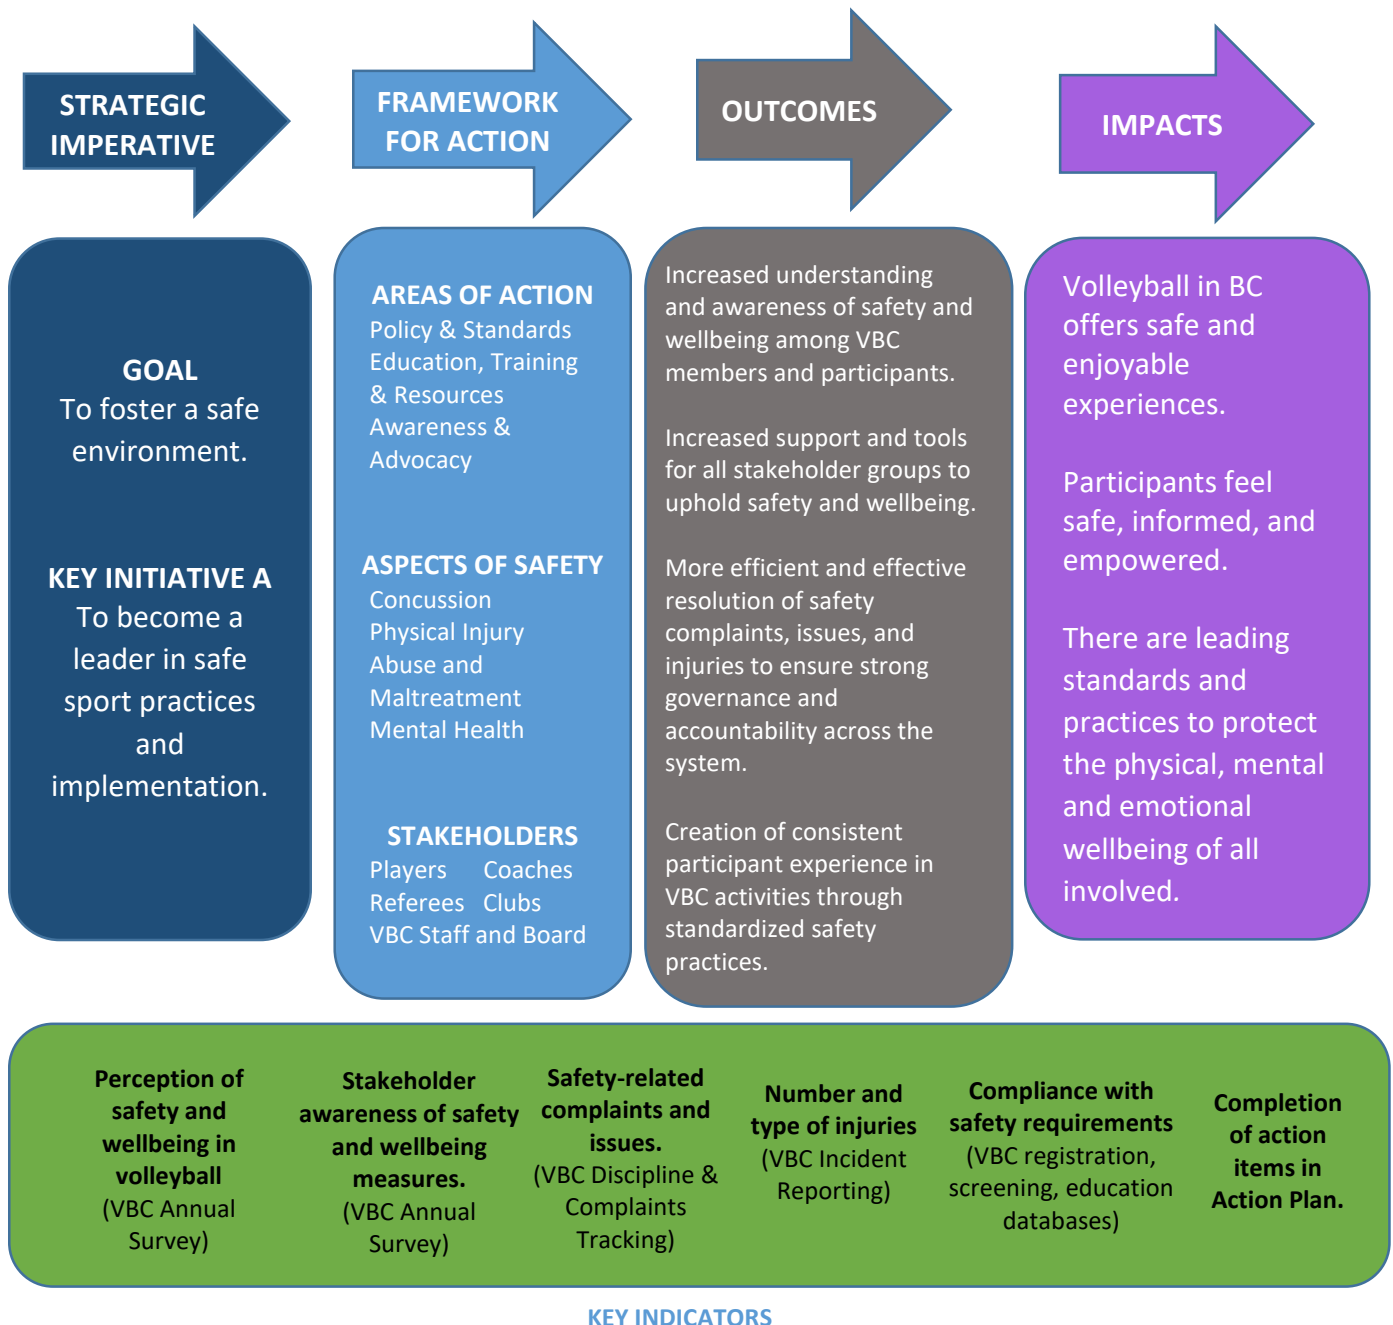 STRATEGIC
IMPERATIVE
FRAMEWORK
FOR ACTION
OUTCOMES
IMPACTS
GOAL
To foster a safe
environment.
KEY INITIATIVE A
To become a
leader in safe
sport practices
and
implementation.
AREAS OF ACTION
Policy & Standards
Education, Training
& Resources
Awareness &
Advocacy
ASPECTS OF SAFETY
Concussion
Physical Injury
Abuse and
Maltreatment
Mental Health
STAKEHOLDERS
Players Coaches
Referees Clubs
VBC Staff and Board
Increased understanding
and awareness of safety and
wellbeing among VBC
members and participants.
Increased support and tools
for all stakeholder groups to
uphold safety and wellbeing.
More efficient and effective
resolution of safety
complaints, issues, and
injuries to ensure strong
governance and
accountability across the
system.
Creation of consistent
participant experience in
VBC activities through
standardized safety
practices.
Volleyball in BC
offers safe and
enjoyable
experiences.
Participants feel
safe, informed, and
empowered.
There are leading
standards and
practices to protect
the physical, mental
and emotional
wellbeing of all
involved.
Perception of
safety and
wellbeing in
volleyball
(VBC Annual
Survey)
Stakeholder
awareness of safety
and wellbeing
measures.
(VBC Annual
Survey)
Safety-related
complaints and
issues.
(VBC Discipline &
Complaints
Tracking)
Number and
type of injuries
(VBC Incident
Reporting)
Compliance with
safety requirements
(VBC registration,
screening, education
databases)
Completion
of action
items in
Action Plan.
KEY INDICATORS